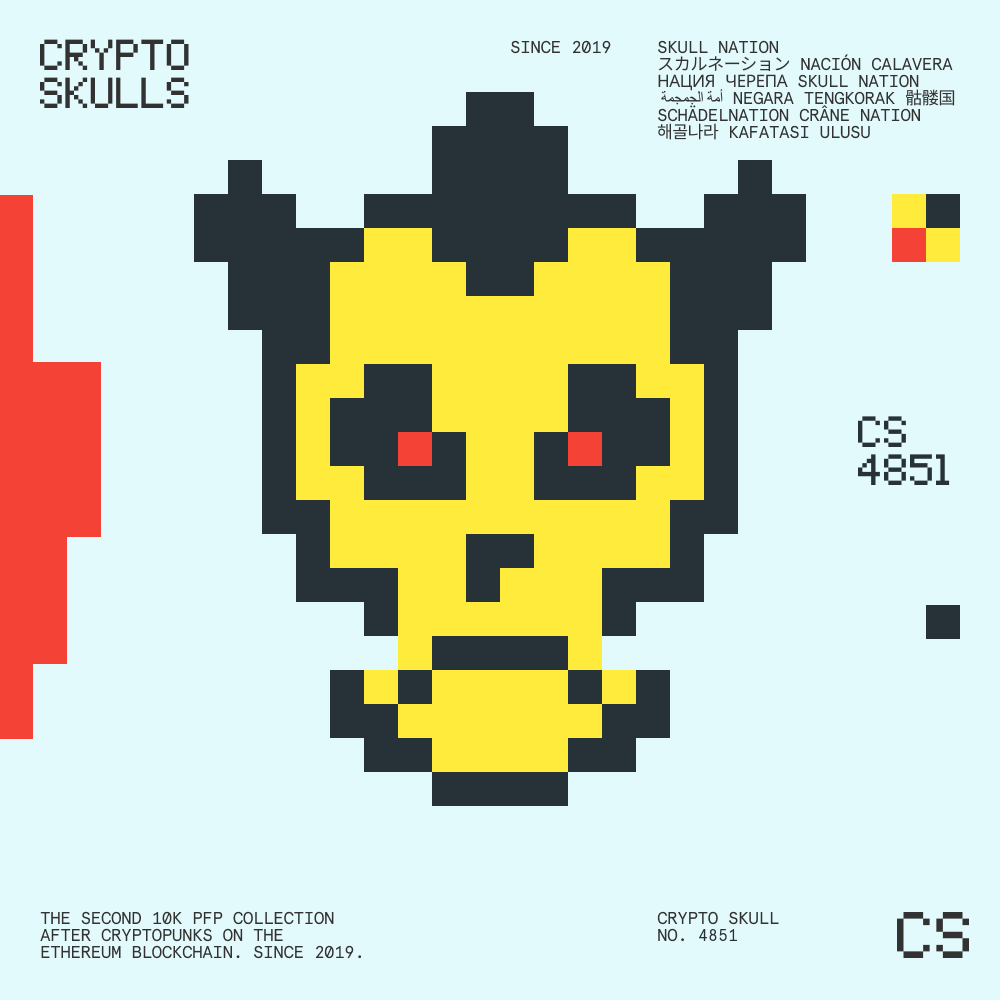 CRYPTO
SKULLS
SINCE 2019
SKULL NATION
スカルネーション NACIÓN CALAVERA
НАЦИЯ ЧЕРЕПА SKULL NATION
أمة الجمجمة NEGARA TENGKORAK 骷髅国
SCHÄDELNATION CRÂNE NATION
해골나라 KAFATASI ULUSU
CS
4851
THE SECOND 10K PFP COLLECTION
AFTER CRYPTOPUNKS ON THE
ETHEREUM BLOCKCHAIN. SINCE 2019.
CRYPTO SKULL
NO. 4851
CS